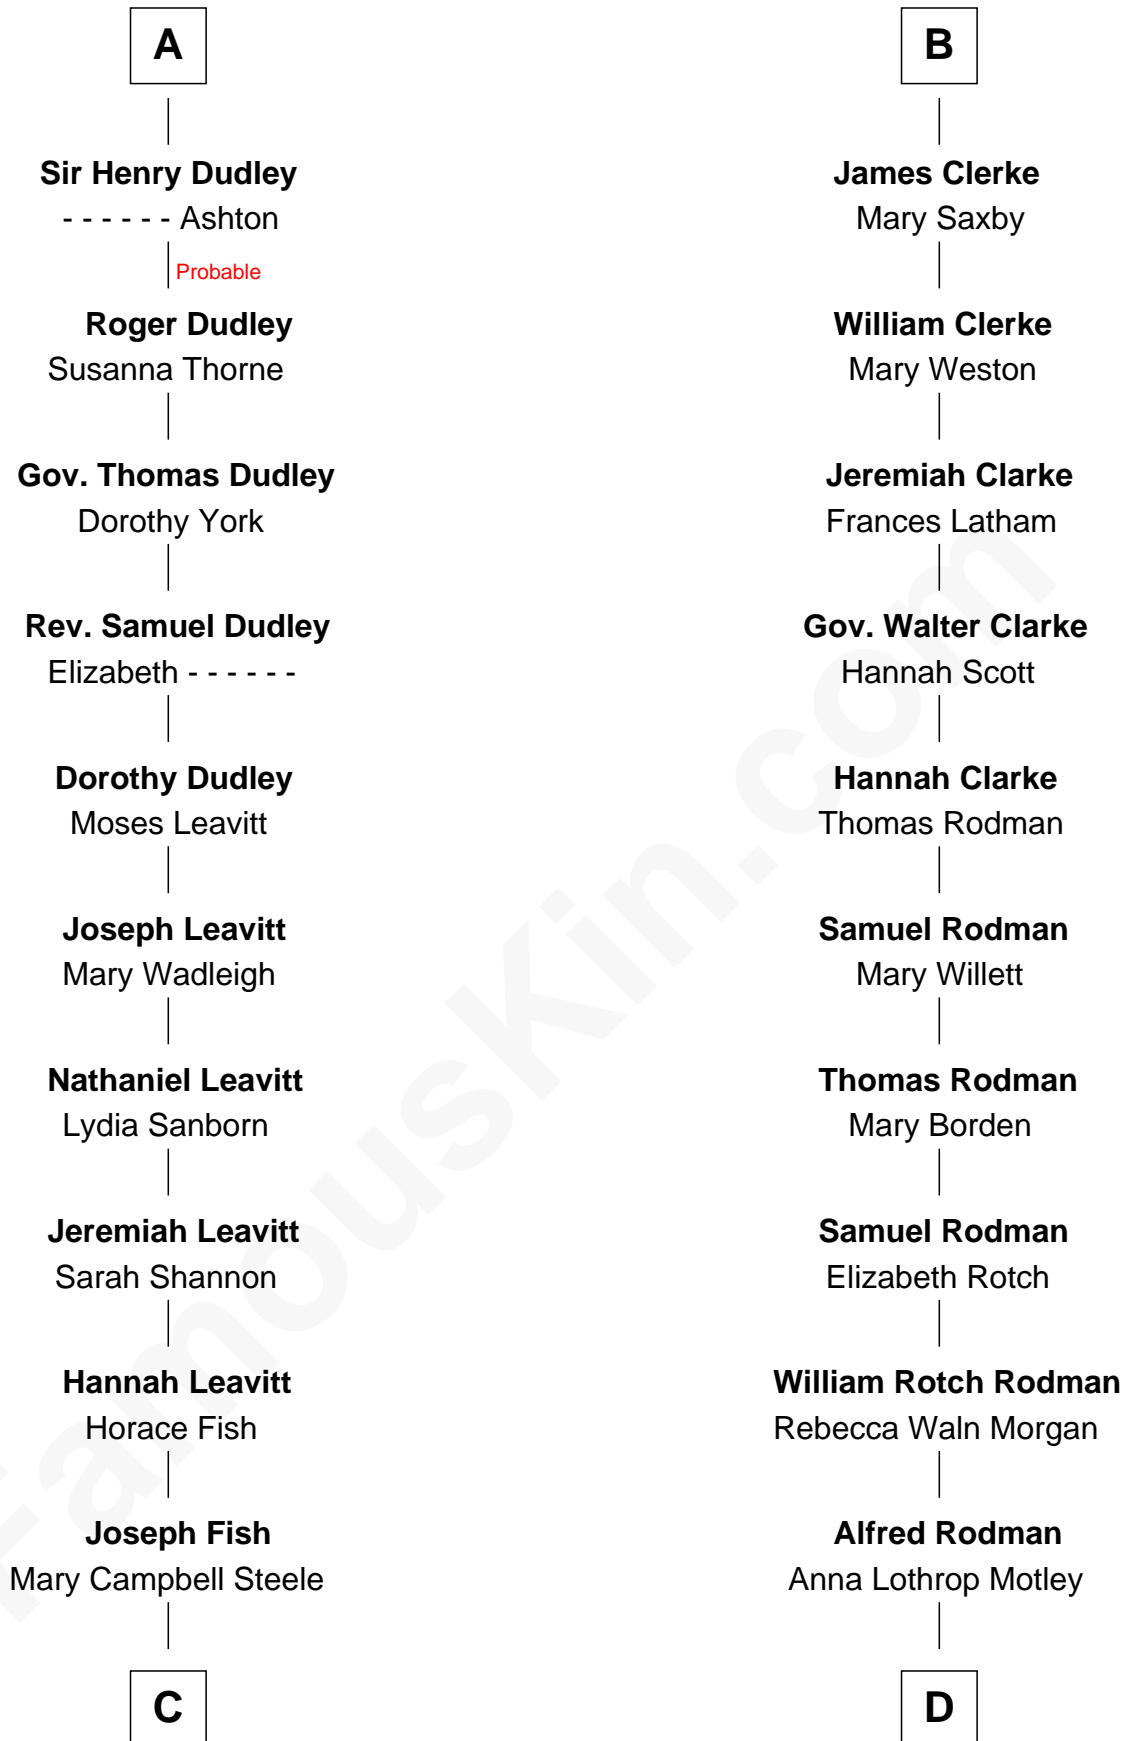 A
Sir Henry Dudley
- - - - - - Ashton
Probable
Roger Dudley
Susanna Thorne
Gov. Thomas Dudley
Dorothy York
Rev. Samuel Dudley
Elizabeth - - - - - -
Dorothy Dudley
Moses Leavitt
Joseph Leavitt
Mary Wadleigh
Nathaniel Leavitt
Lydia Sanborn
Jeremiah Leavitt
Sarah Shannon
Hannah Leavitt
Horace Fish
Joseph Fish
Mary Campbell Steele
C
B
James Clerke
Mary Saxby
William Clerke
Mary Weston
Jeremiah Clarke
Frances Latham
Gov. Walter Clarke
Hannah Scott
Hannah Clarke
Thomas Rodman
Samuel Rodman
Mary Willett
Thomas Rodman
Mary Borden
Samuel Rodman
Elizabeth Rotch
William Rotch Rodman
Rebecca Waln Morgan
Alfred Rodman
Anna Lothrop Motley
D
FamousKin.com